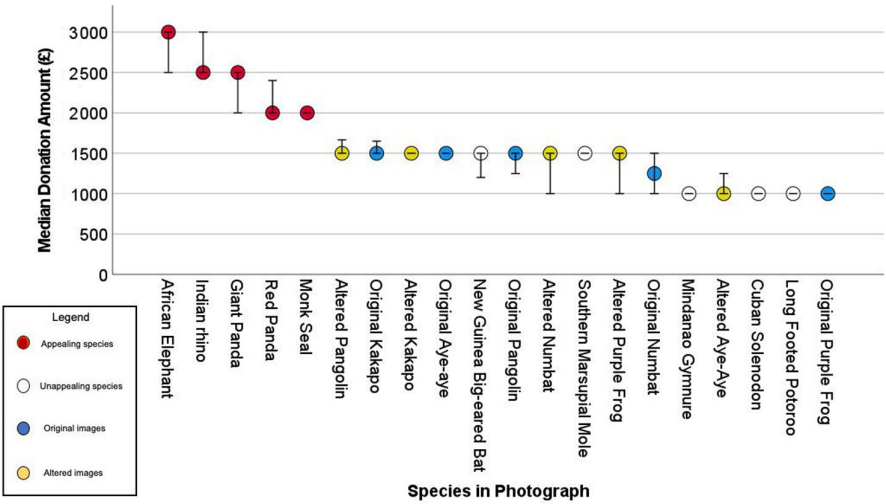 Median Donation Amount (£)
3000
2500
2000
1500
1000
500
0
African Elephant
Indian rhino
Giant Panda
Red Panda
Monk Seal
Altered Pangolin
Original Kakapo
Altered Kakapo
Original Aye-aye
New Guinea Big-eared Bat
Original Pangolin
Altered Numbat
Southern Marsupial Mole
Altered Purple Frog
Original Numbat
Mindanao Gymnure
Altered Aye-Aye
Cuban Solenodon
Long Footed Potoroo
Original Purple Frog
Species in Photograph
Legend
Appealing species
Unappealing species
Original images
Altered images